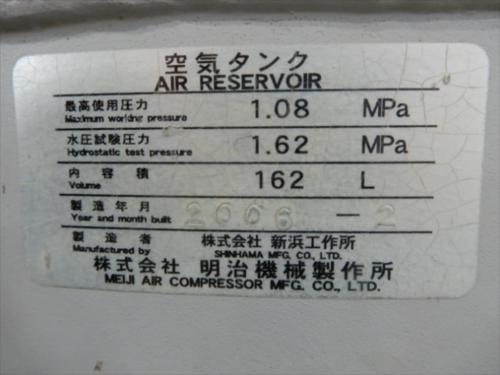 空気タンク
AIR RESERVOIR
最高使用圧力 1.08 MPa
Maximum working pressure
水圧試験圧力 1.62 MPa
Hydrostatic test pressure
内容積 162 L
Volume
製造年月 2006-2
Year and month built
製造者 株式会社 新浜工作所
Manufactured by SHINHAMA MFG. CO., LTD.
株式会社 明治機械製作所
MEIJI AIR COMPRESSOR MFG. CO., LTD.